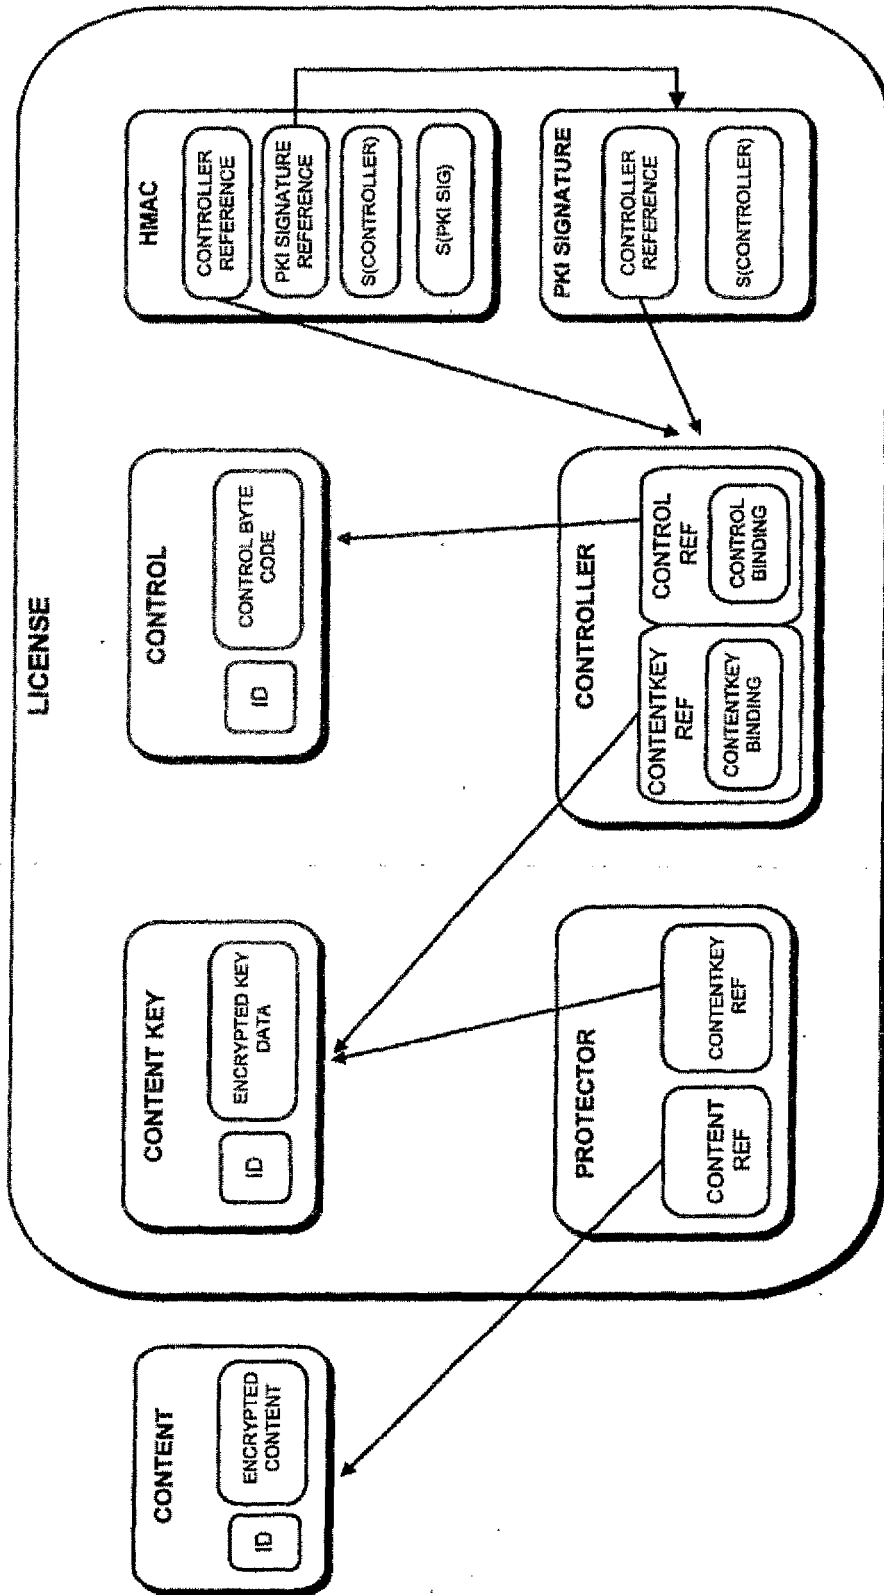 LICENSE
CONTENT
ID
ENCRYPTED
CONTENT
CONTENT KEY
ID
ENCRYPTED KEY
DATA
CONTROL
ID
CONTROL BYTE
CODE
HMAC
CONTROLLER
REFERENCE
PKI SIGNATURE
REFERENCE
S(CONTROLLER)
S(PKI SIG)
PROTECTOR
CONTENT
REF
CONTENTKEY
REF
CONTROLLER
CONTENTKEY
REF
CONTENTKEY
BINDING
CONTROL
REF
CONTROL
BINDING
PKI SIGNATURE
CONTROLLER
REFERENCE
S(CONTROLLER)